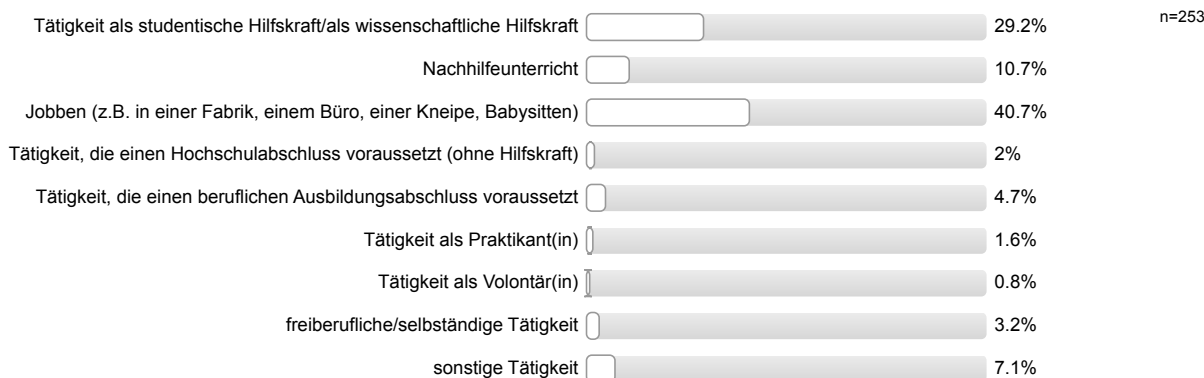 n=253
Tätigkeit als studentische Hilfskraft/als wissenschaftliche Hilfskraft 29.2%
Nachhilfeunterricht 10.7%
Jobben (z.B. in einer Fabrik, einem Büro, einer Kneipe, Babysitten) 40.7%
Tätigkeit, die einen Hochschulabschluss voraussetzt (ohne Hilfskraft) 2%
Tätigkeit, die einen beruflichen Ausbildungsabschluss voraussetzt 4.7%
Tätigkeit als Praktikant(in) 1.6%
Tätigkeit als Volontär(in) 0.8%
freiberufliche/selbständige Tätigkeit 3.2%
sonstige Tätigkeit 7.1%